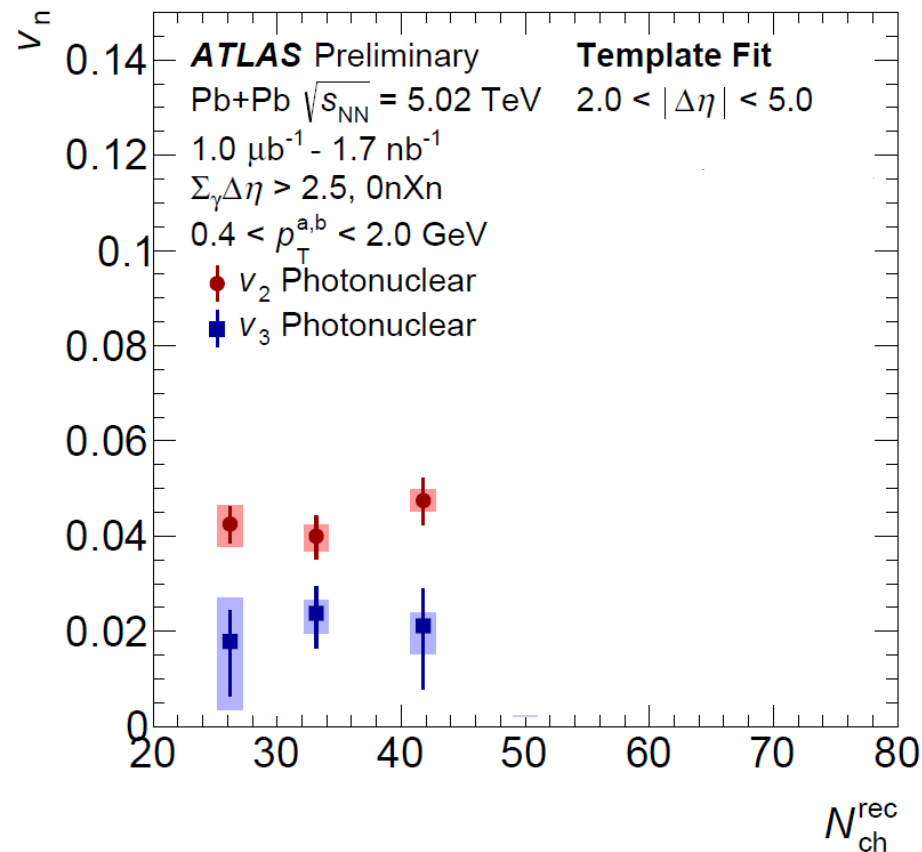 v_n
0.14
0.12
0.1
0.08
0.06
0.04
0.02
0
ATLAS Preliminary
Pb+Pb √s_NN = 5.02 TeV
1.0 μb⁻¹ - 1.7 nb⁻¹
Σ_γΔη > 2.5, 0nXn
0.4 < p_T^{a,b} < 2.0 GeV
v₂ Photonuclear
v₃ Photonuclear
Template Fit
2.0 < |Δη| < 5.0
20 30 40 50 60 70 80
N_ch^rec